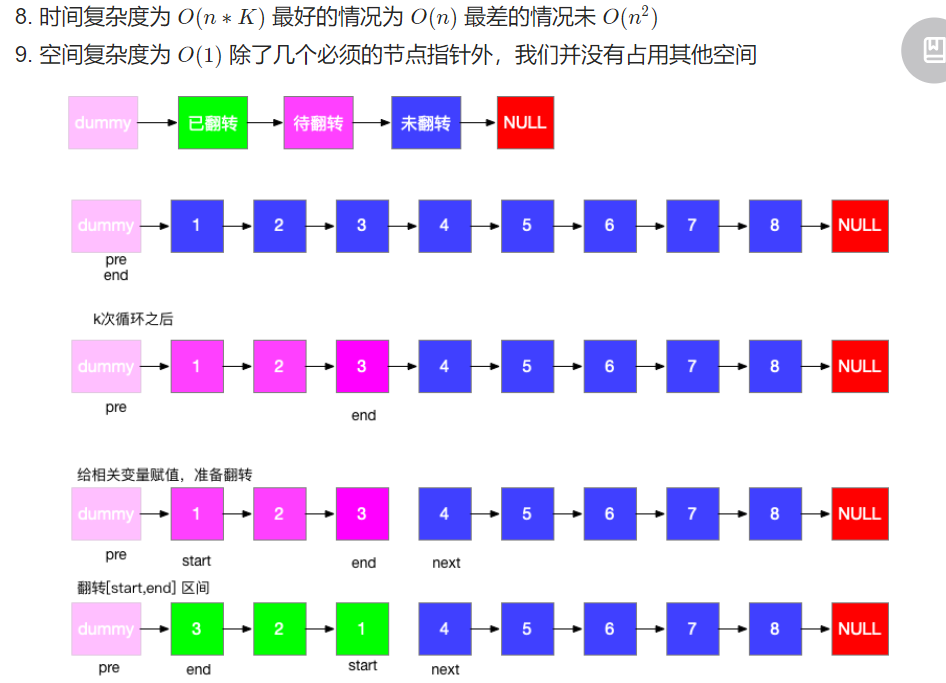 8. 时间复杂度为 O(n * K) 最好的情况为 O(n) 最差的情况未 O(n²)
9. 空间复杂度为 O(1) 除了几个必须的节点指针外，我们并没有占用其他空间
dummy 已翻转 待翻转 未翻转 NULL
dummy 1 2 3 4 5 6 7 8 NULL
pre
end
k次循环之后
dummy 1 2 3 4 5 6 7 8 NULL
pre end
给相关变量赋值，准备翻转
dummy 1 2 3 4 5 6 7 8 NULL
pre start end next
翻转[start,end] 区间
dummy 3 2 1 4 5 6 7 8 NULL
pre end start next